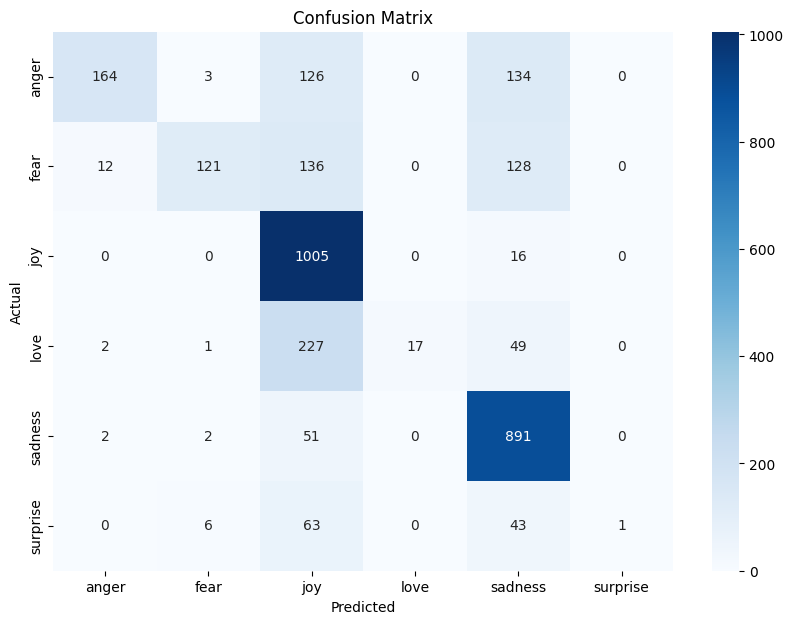 Confusion Matrix
anger 164 3 126 0 134 0
fear 12 121 136 0 128 0
joy 0 0 1005 0 16 0
love 2 1 227 17 49 0
sadness 2 2 51 0 891 0
surprise 0 6 63 0 43 1
anger fear joy love sadness surprise
Predicted
Actual
1000
800
600
400
200
0